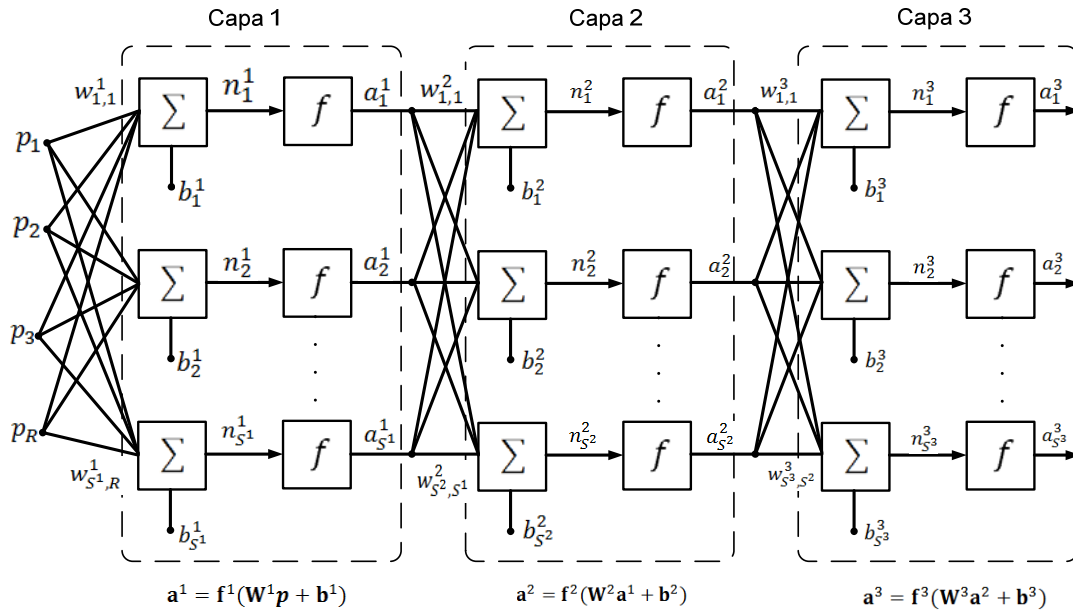 Capa 1 Capa 2 Capa 3
w^1_{1,1} n^1_1 a^1_1 w^2_{1,1} n^2_1 a^2_1 w^3_{1,1} n^3_1 a^3_1
∑ f ∑ f ∑ f
p_1
b^1_1 b^2_1 b^3_1
p_2
n^1_2 a^1_2 n^2_2 a^2_2 n^3_2 a^3_2
∑ f ∑ f ∑ f
p_3
b^1_2 b^2_2 b^3_2
p_R
n^1_{S^1} a^1_{S^1} n^2_{S^2} a^2_{S^2} n^3_{S^3} a^3_{S^3}
∑ f ∑ f ∑ f
w^1_{S^1,R} w^2_{S^2,S^1} w^3_{S^3,S^2}
b^1_{S^1} b^2_{S^2} b^3_{S^3}
a^1 = f^1(W^1p + b^1) a^2 = f^2(W^2a^1 + b^2) a^3 = f^3(W^3a^2 + b^3)